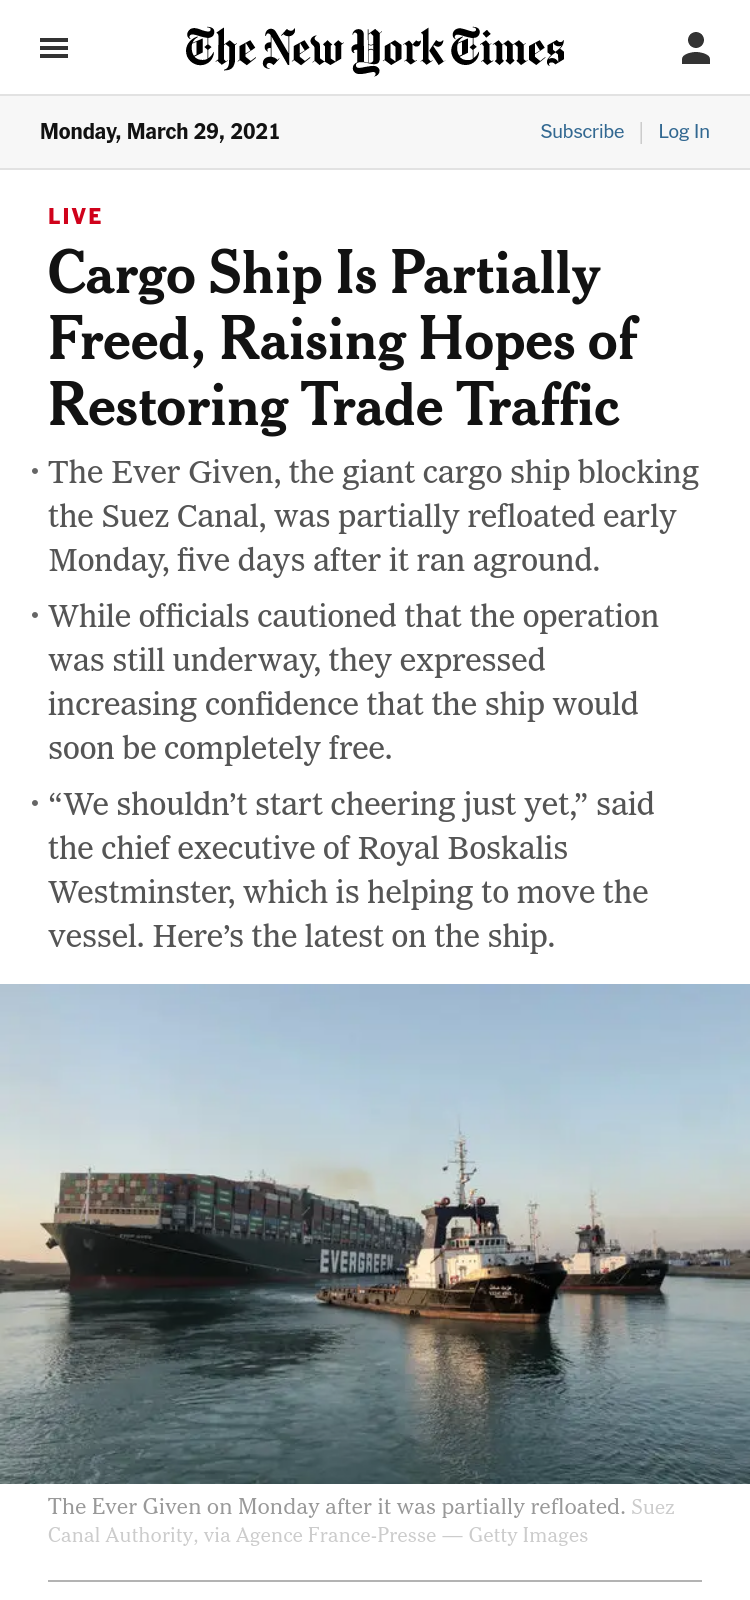 The New York Times
Monday, March 29, 2021
Subscribe
Log In
LIVE
Cargo Ship Is Partially
Freed, Raising Hopes of
Restoring Trade Traffic
• The Ever Given, the giant cargo ship blocking
the Suez Canal, was partially refloated early
Monday, five days after it ran aground.
• While officials cautioned that the operation
was still underway, they expressed
increasing confidence that the ship would
soon be completely free.
• “We shouldn’t start cheering just yet,” said
the chief executive of Royal Boskalis
Westminster, which is helping to move the
vessel. Here’s the latest on the ship.
EVERGREEN
The Ever Given on Monday after it was partially refloated. Suez
Canal Authority, via Agence France-Presse — Getty Images